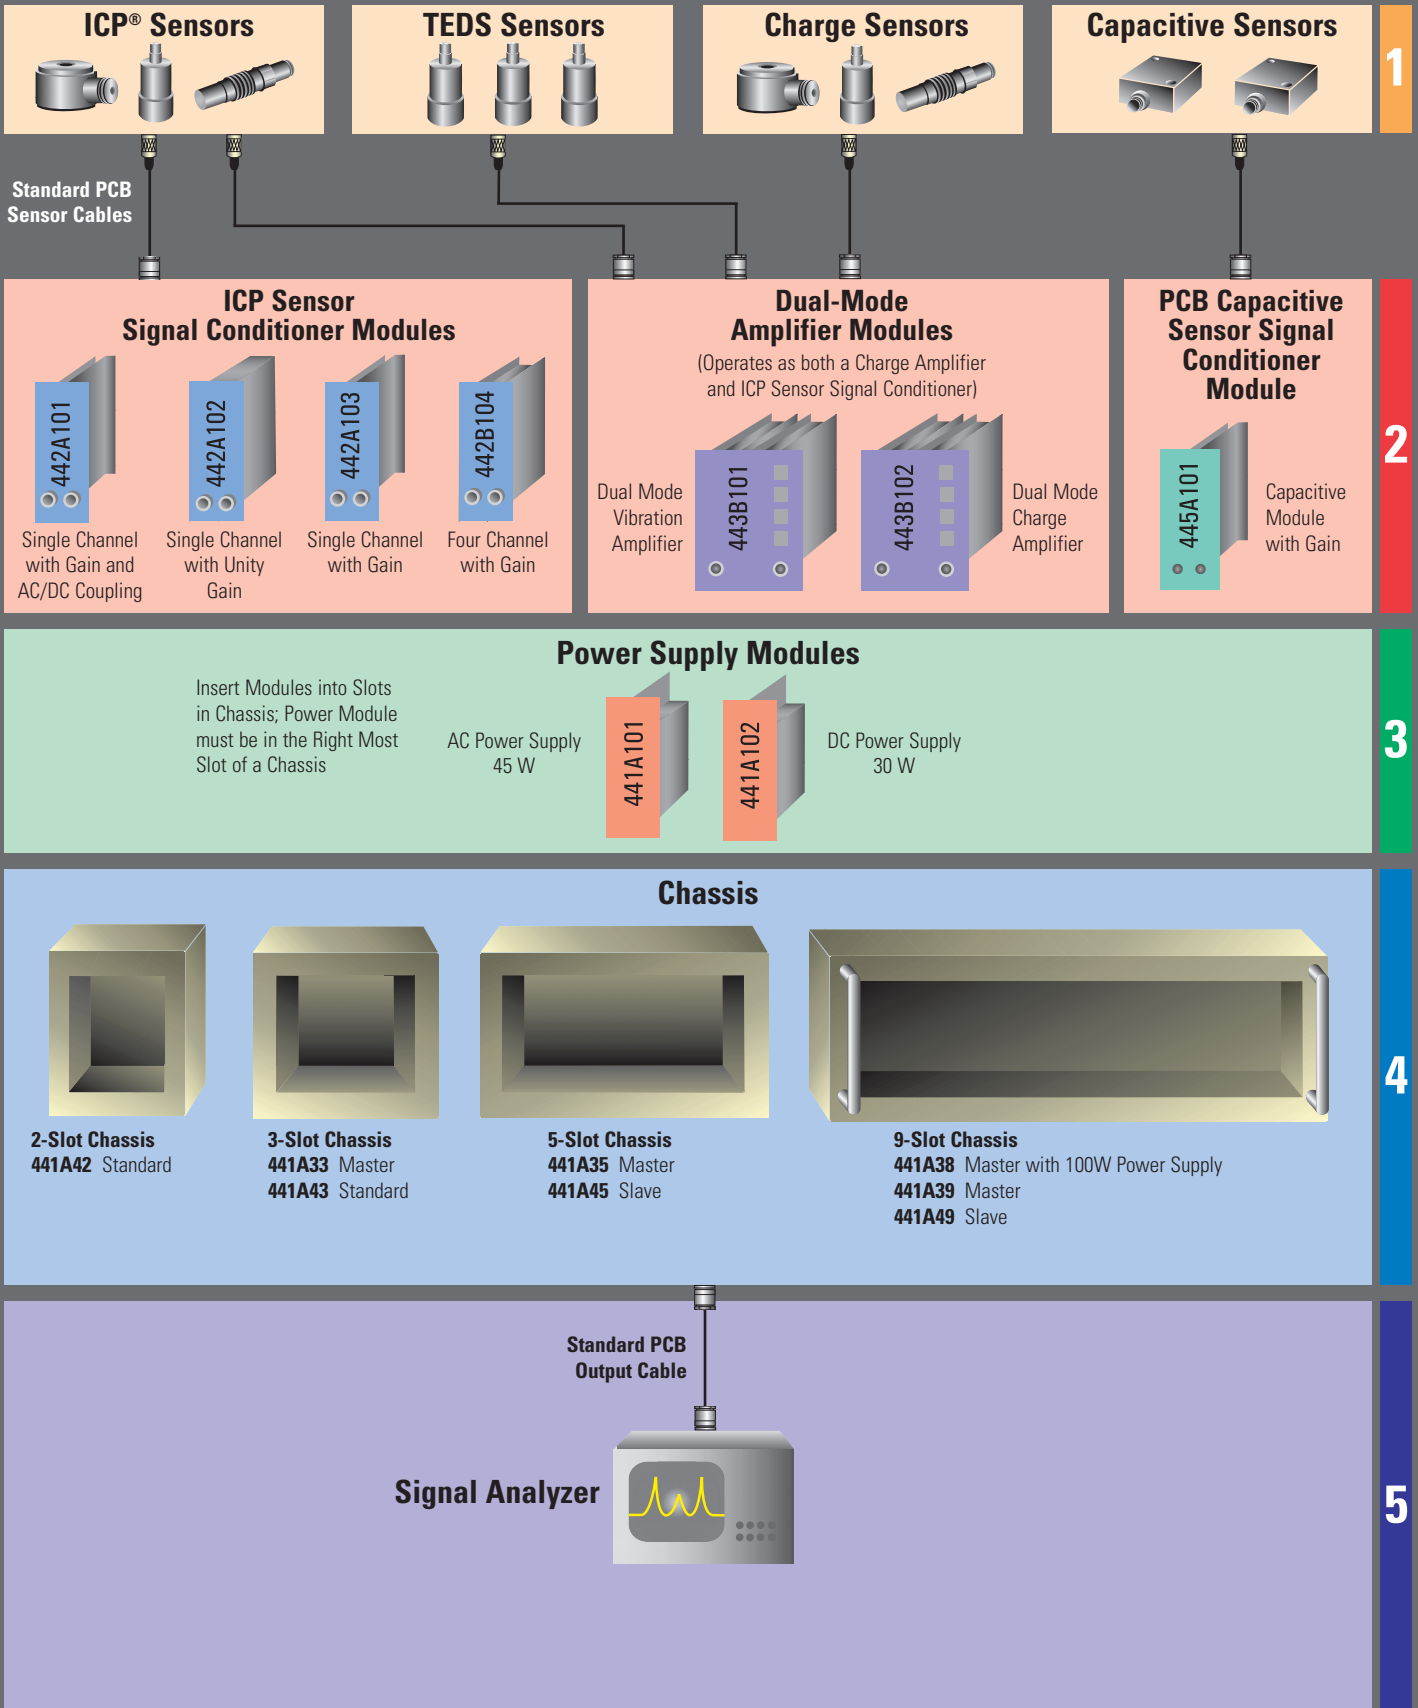 ICP® Sensors
TEDS Sensors
Charge Sensors
Capacitive Sensors
1
Standard PCB
Sensor Cables
ICP Sensor
Signal Conditioner Modules
442A101
442A102
442A103
442B104
Single Channel
with Gain and
AC/DC Coupling
Single Channel
with Unity
Gain
Single Channel
with Gain
Four Channel
with Gain
Dual-Mode
Amplifier Modules
(Operates as both a Charge Amplifier
and ICP Sensor Signal Conditioner)
Dual Mode
Vibration
Amplifier
443B101
443B102
Dual Mode
Charge
Amplifier
PCB Capacitive
Sensor Signal
Conditioner
Module
445A101
Capacitive
Module
with Gain
2
Power Supply Modules
Insert Modules into Slots
in Chassis; Power Module
must be in the Right Most
Slot of a Chassis
AC Power Supply
45 W
441A101
441A102
DC Power Supply
30 W
3
Chassis
2-Slot Chassis
441A42 Standard
3-Slot Chassis
441A33 Master
441A43 Standard
5-Slot Chassis
441A35 Master
441A45 Slave
9-Slot Chassis
441A38 Master with 100W Power Supply
441A39 Master
441A49 Slave
4
Standard PCB
Output Cable
Signal Analyzer
5